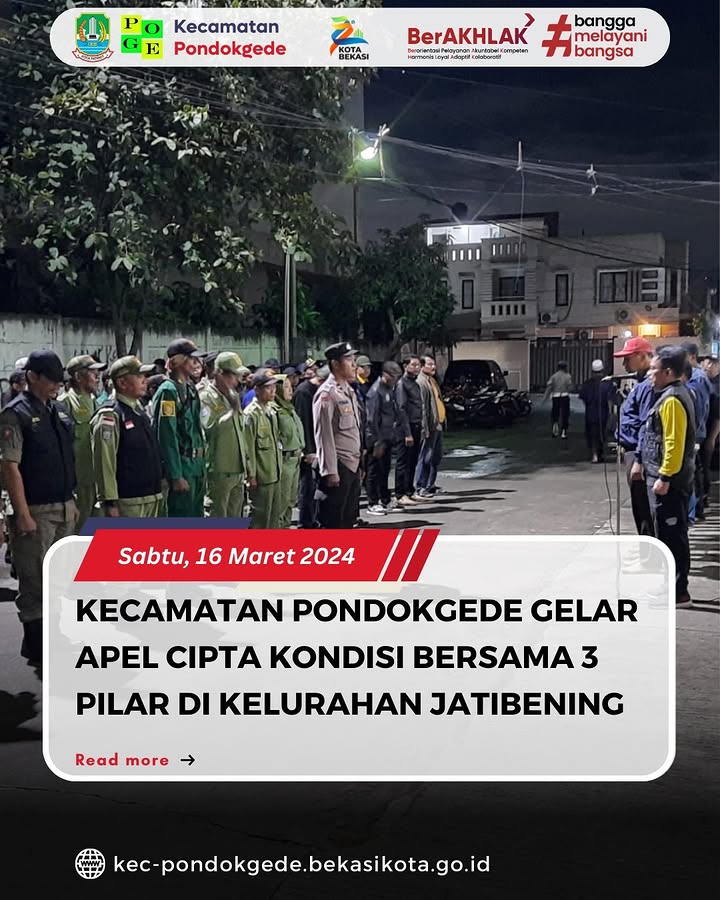 POGE
Kecamatan
Pondokgede
KOTA
BEKASI
BerAKHLAK
Berorientasi Pelayanan Akuntabel Kompeten
Harmonis Loyal Adaptif Kolaboratif
#bangga
melayani
bangsa
Sabtu, 16 Maret 2024
KECAMATAN PONDOKGEDE GELAR
APEL CIPTA KONDISI BERSAMA 3
PILAR DI KELURAHAN JATIBENING
Read more →
kec-pondokgede.bekasikota.go.id